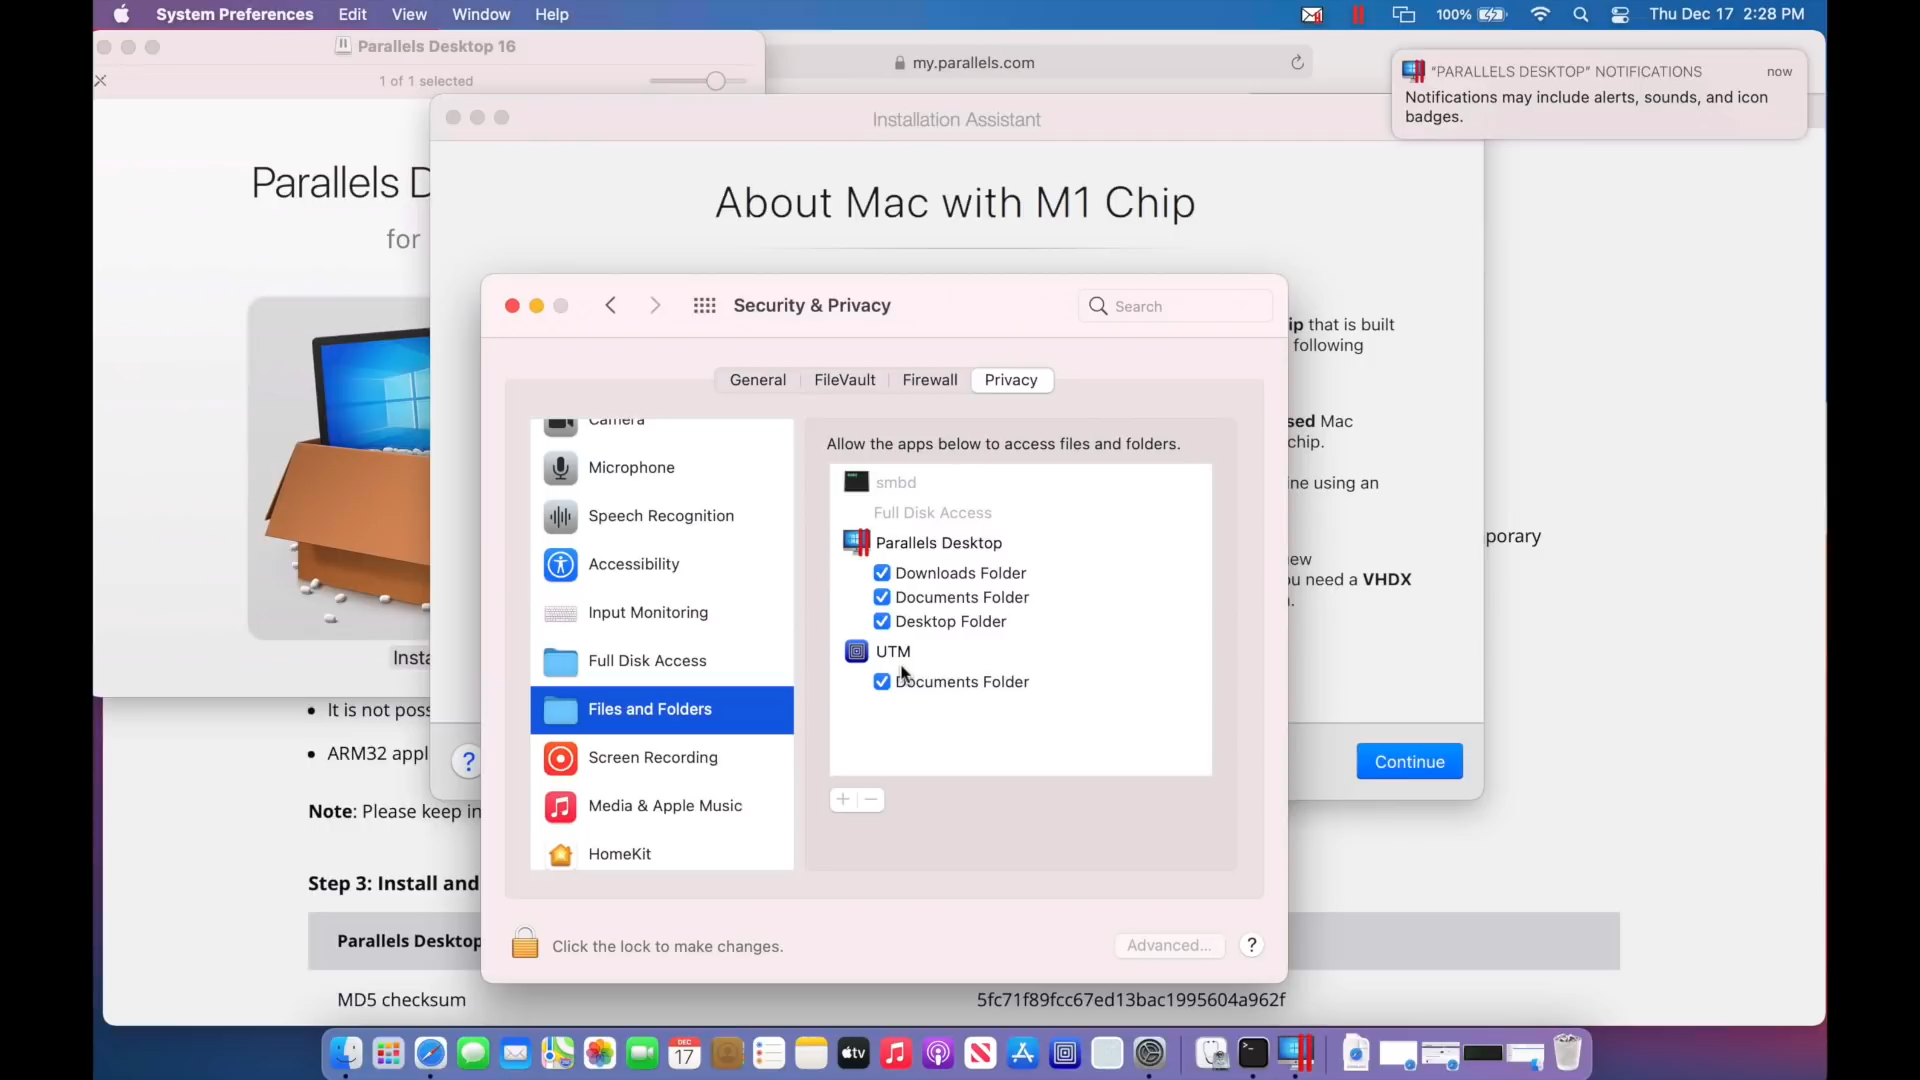 System Preferences Edit View Window Help
100% Thu Dec 17 2:28 PM
Parallels Desktop 16
1 of 1 selected
my.parallels.com
"PARALLELS DESKTOP" NOTIFICATIONS now
Notifications may include alerts, sounds, and icon
badges.
Installation Assistant
Parallels D
for
About Mac with M1 Chip
ip that is built
following
sed Mac
chip.
ne using an
porary
ew
u need a VHDX
Insta
Security & Privacy
Search
General FileVault Firewall Privacy
Camera
Microphone
Speech Recognition
Accessibility
Input Monitoring
Full Disk Access
Files and Folders
Screen Recording
Media & Apple Music
HomeKit
Allow the apps below to access files and folders.
smbd
Full Disk Access
Parallels Desktop
Downloads Folder
Documents Folder
Desktop Folder
UTM
Documents Folder
+ −
Click the lock to make changes.
Advanced... ?
? Continue
• It is not poss
• ARM32 appl
Note: Please keep in
Step 3: Install and
Parallels Desktop
MD5 checksum 5fc71f89fcc67ed13bac1995604a962f
DEC
17
tv